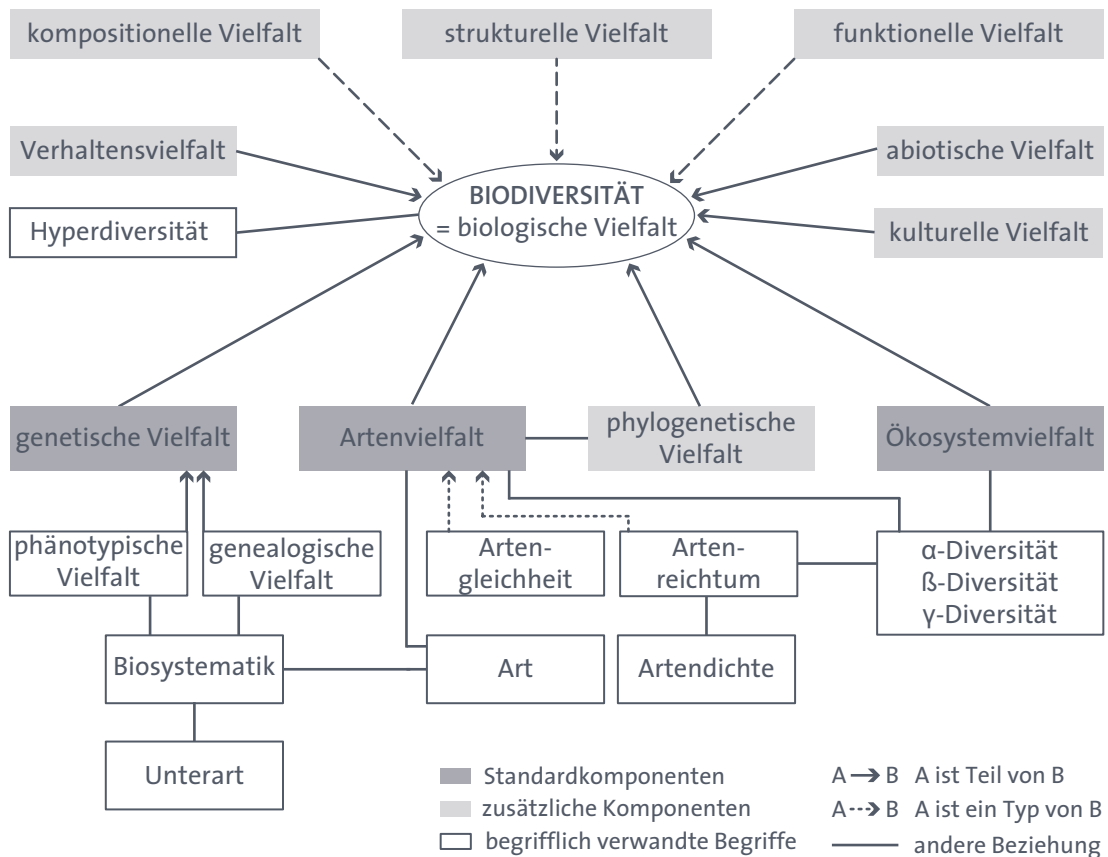 kompositionelle Vielfalt
strukturelle Vielfalt
funktionelle Vielfalt
Verhaltensvielfalt
abiotische Vielfalt
BIODIVERSITÄT
= biologische Vielfalt
Hyperdiversität
kulturelle Vielfalt
genetische Vielfalt
Artenvielfalt
phylogenetische
Vielfalt
Ökosystemvielfalt
phänotypische
Vielfalt
genealogische
Vielfalt
Arten-
gleichheit
Arten-
reichtum
α-Diversität
ß-Diversität
γ-Diversität
Biosystematik
Art
Artendichte
Unterart
Standardkomponenten
zusätzliche Komponenten
begrifflich verwandte Begriffe
A B A ist Teil von B
A B A ist ein Typ von B
andere Beziehung